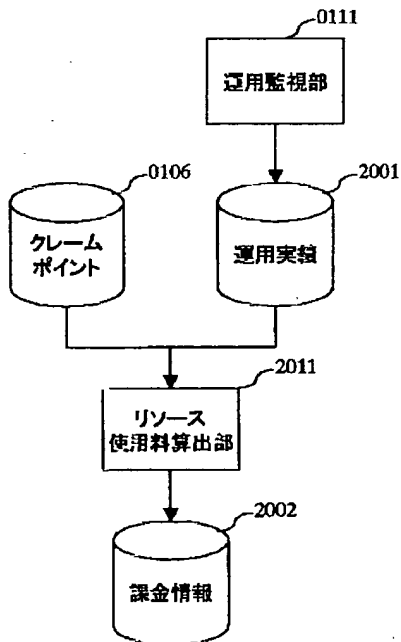 0111
運用監視部
0106
2001
クレーム
ポイント
運用実績
2011
リソース
使用料算出部
2002
課金情報